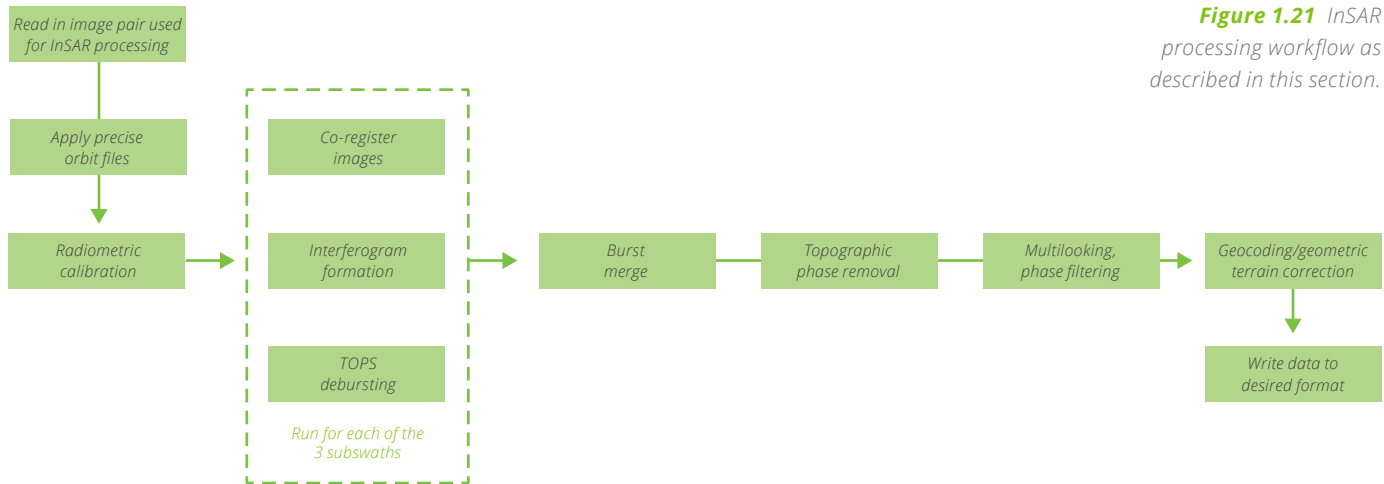 Figure 1.21 InSAR
processing workflow as
described in this section.
Read in image pair used
for InSAR processing
Apply precise
orbit files
Radiometric
calibration
Co-register
images
Interferogram
formation
TOPS
debursting
Run for each of the
3 subswaths
Burst
merge
Topographic
phase removal
Multilooking,
phase filtering
Geocoding/geometric
terrain correction
Write data to
desired format